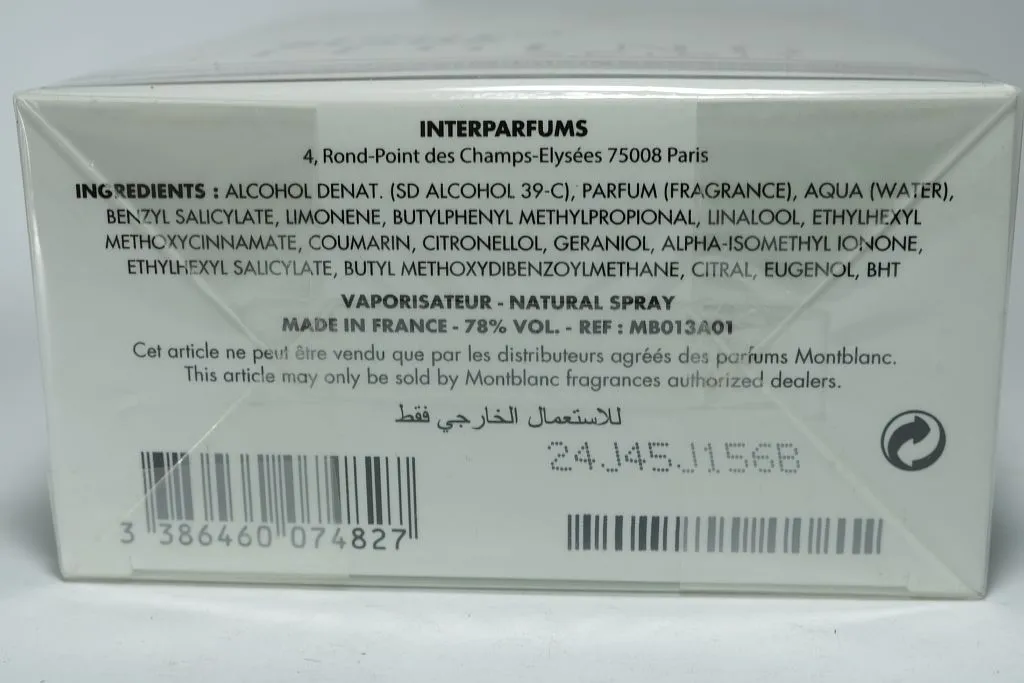 INTERPARFUMS
4, Rond-Point des Champs-Elysées 75008 Paris
INGREDIENTS : ALCOHOL DENAT. (SD ALCOHOL 39-C), PARFUM (FRAGRANCE), AQUA (WATER),
BENZYL SALICYLATE, LIMONENE, BUTYLPHENYL METHYLPROPIONAL, LINALOOL, ETHYLHEXYL
METHOXYCINNAMATE, COUMARIN, CITRONELLOL, GERANIOL, ALPHA-ISOMETHYL IONONE,
ETHYLHEXYL SALICYLATE, BUTYL METHOXYDIBENZOYLMETHANE, CITRAL, EUGENOL, BHT
VAPORISATEUR - NATURAL SPRAY
MADE IN FRANCE - 78% VOL. - REF : MB013A01
Cet article ne peut être vendu que par les distributeurs agréés des parfums Montblanc.
This article may only be sold by Montblanc fragrances authorized dealers.
للاستعمال الخارجي فقط
24J45J156B
3 386460 074827